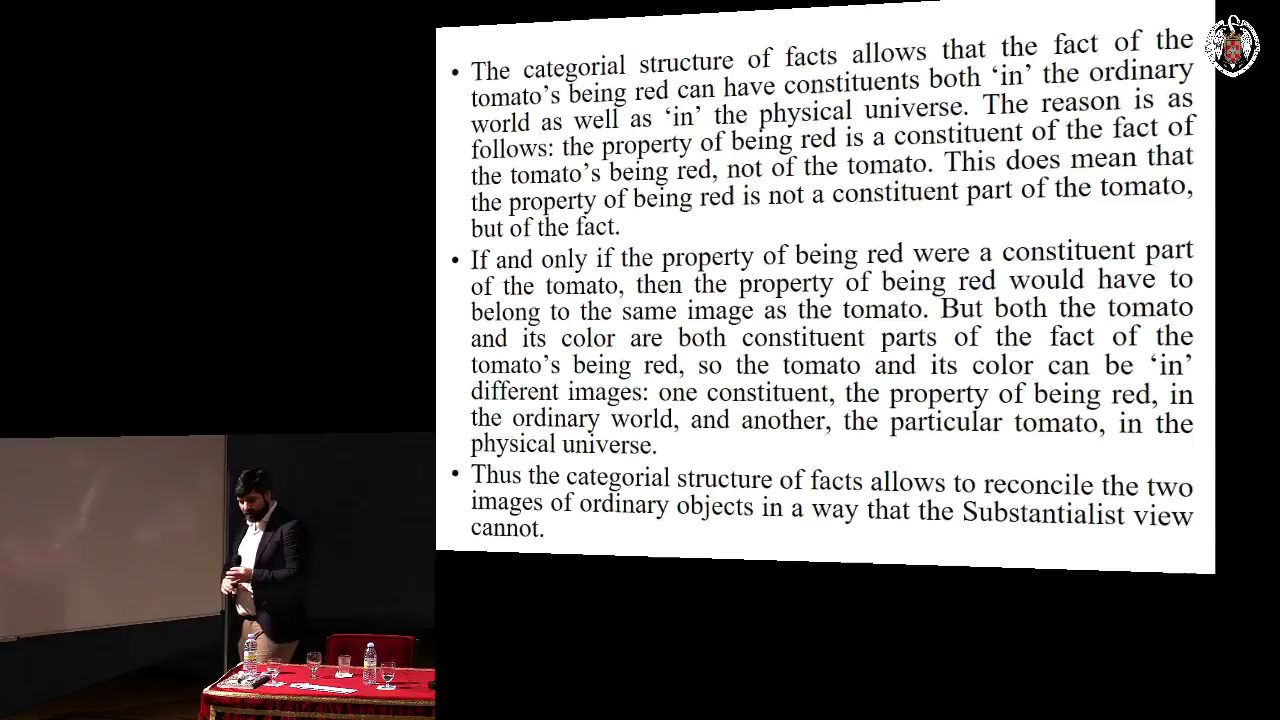 • The categorial structure of facts allows that the fact of the
tomato's being red can have constituents both ‘in’ the ordinary
world as well as ‘in’ the physical universe. The reason is as
follows: the property of being red is a constituent of the fact of
the tomato's being red, not of the tomato. This does mean that
the property of being red is not a constituent part of the tomato,
but of the fact.
• If and only if the property of being red were a constituent part
of the tomato, then the property of being red would have to
belong to the same image as the tomato. But both the tomato
and its color are both constituent parts of the fact of the
tomato's being red, so the tomato and its color can be ‘in’
different images: one constituent, the property of being red, in
the ordinary world, and another, the particular tomato, in the
physical universe.
• Thus the categorial structure of facts allows to reconcile the two
images of ordinary objects in a way that the Substantialist view
cannot.